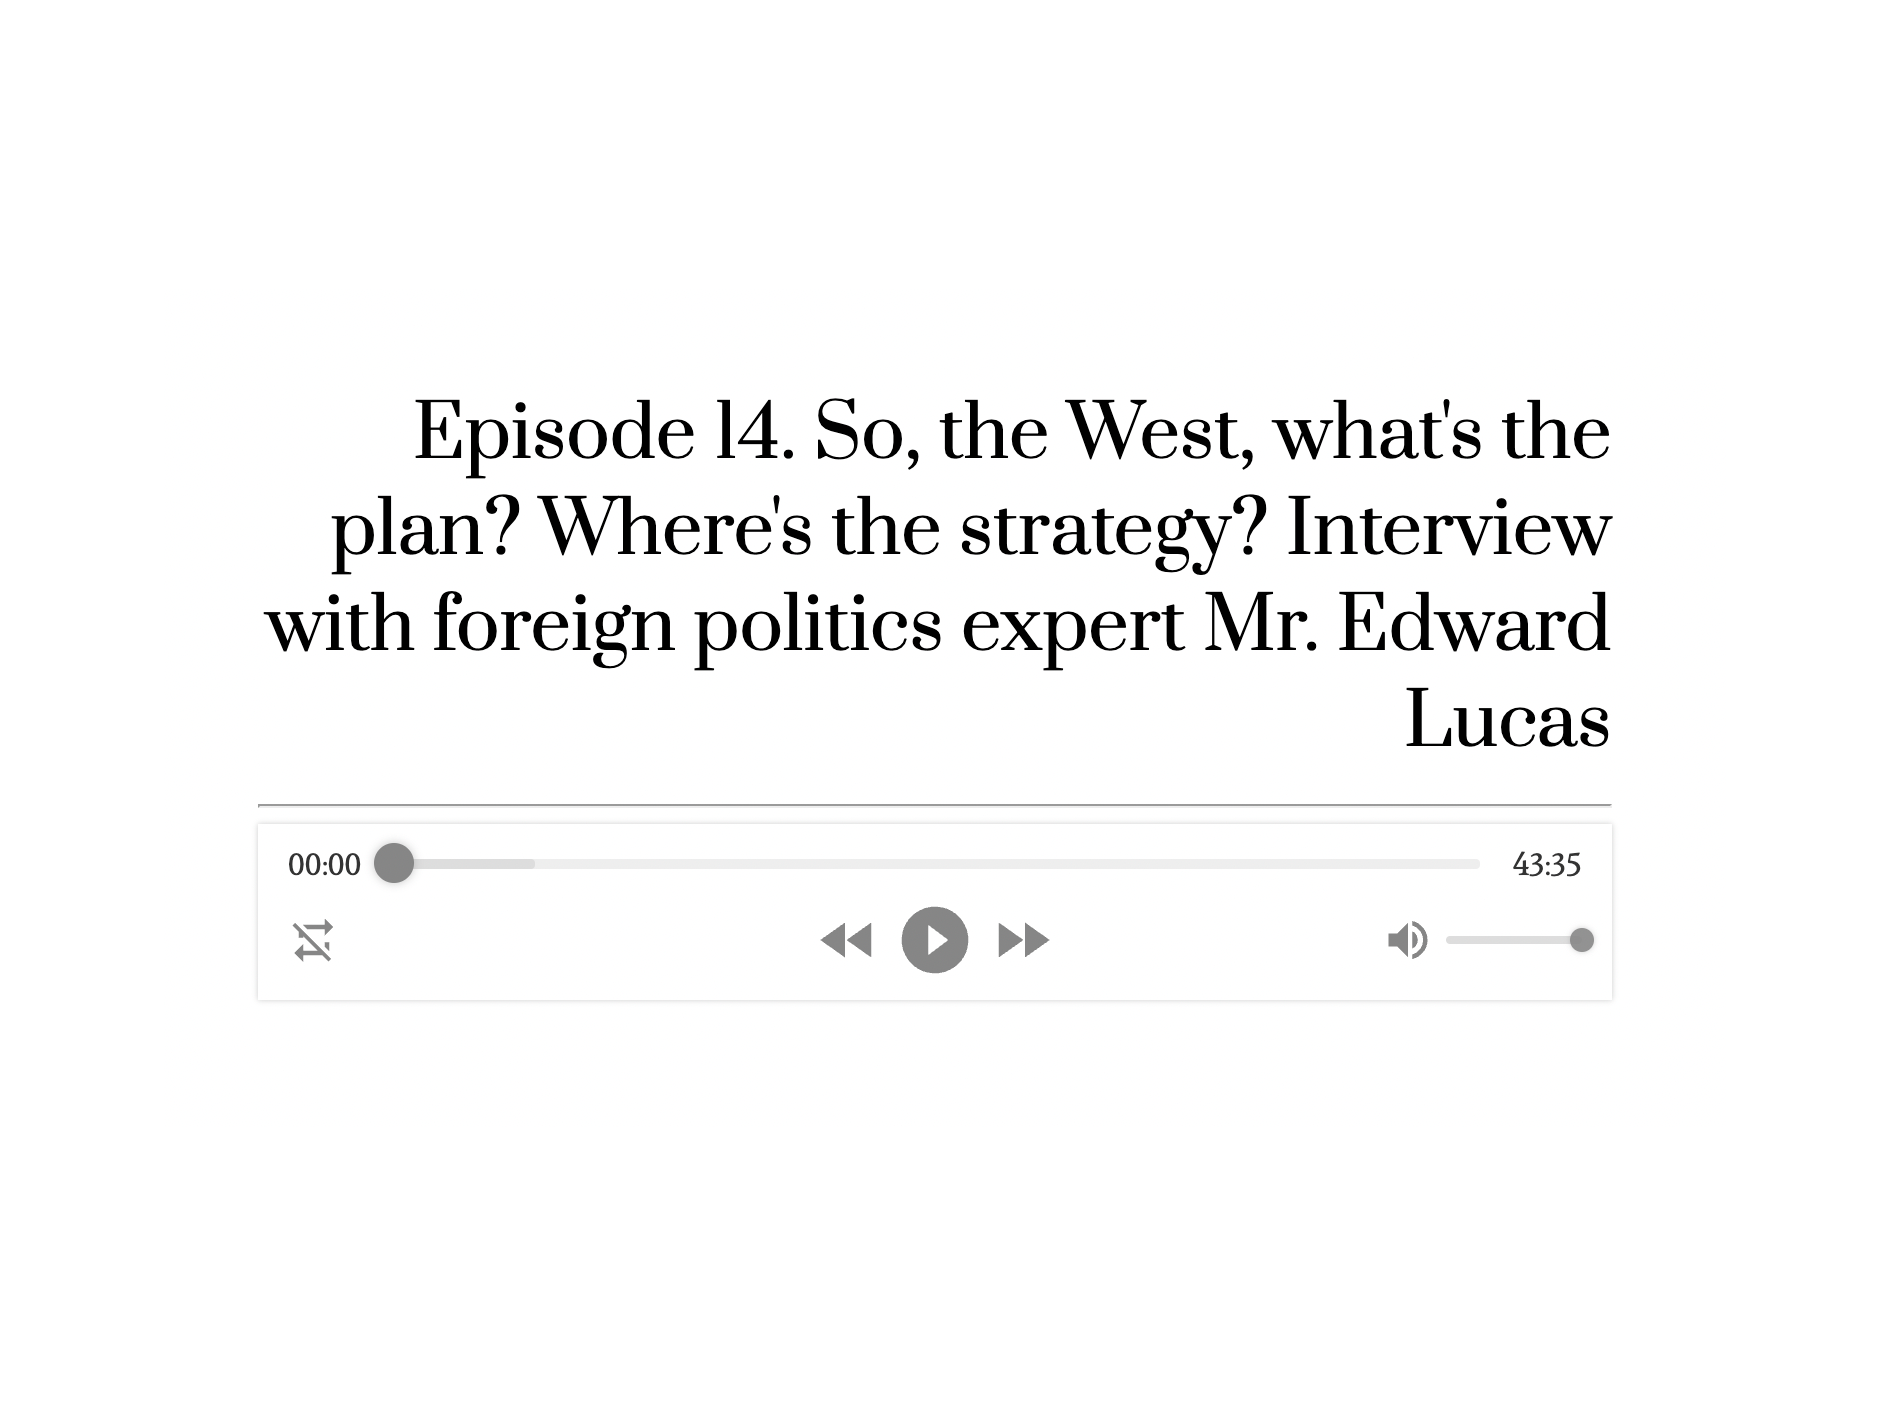 Episode 14. So, the West, what's the
plan? Where's the strategy? Interview
with foreign politics expert Mr. Edward
Lucas
00:00 43:35